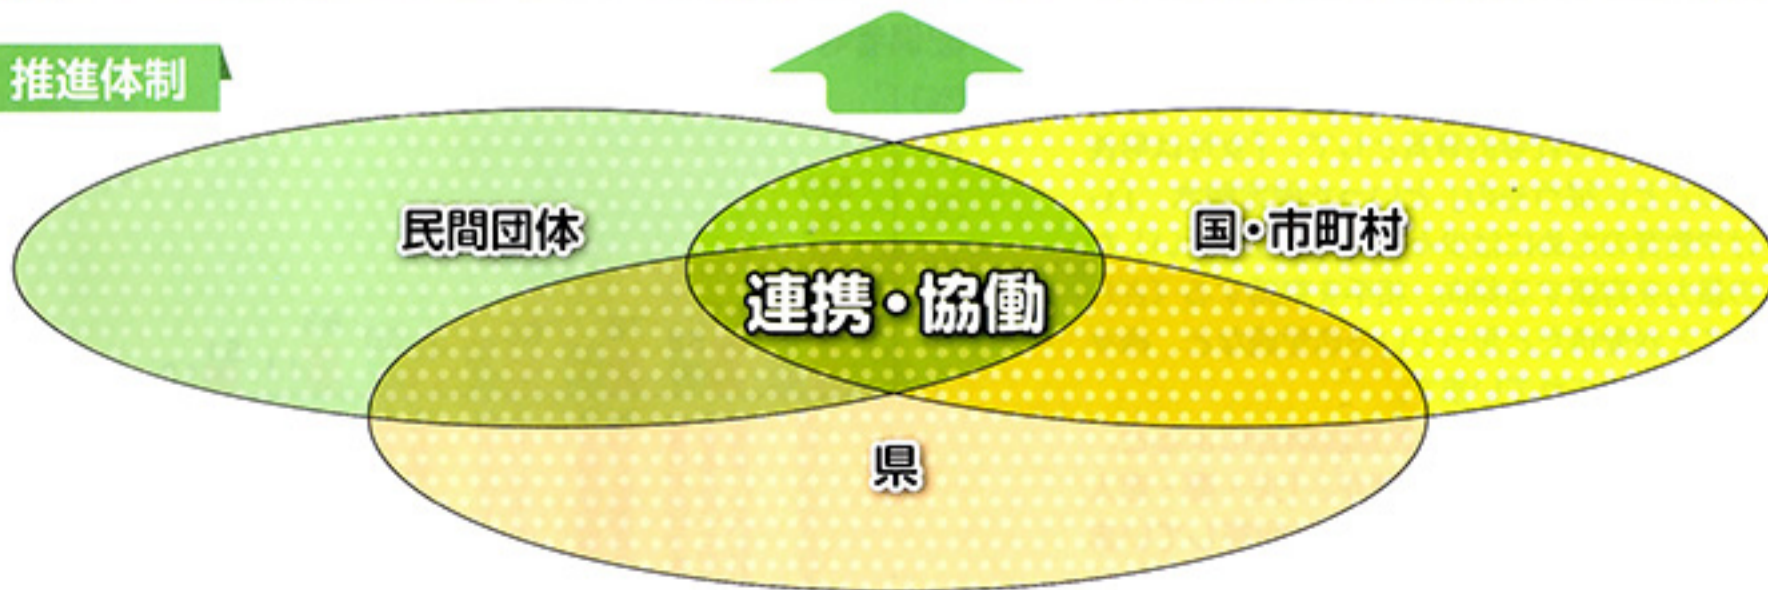 推進体制
民間団体
国・市町村
連携・協働
県